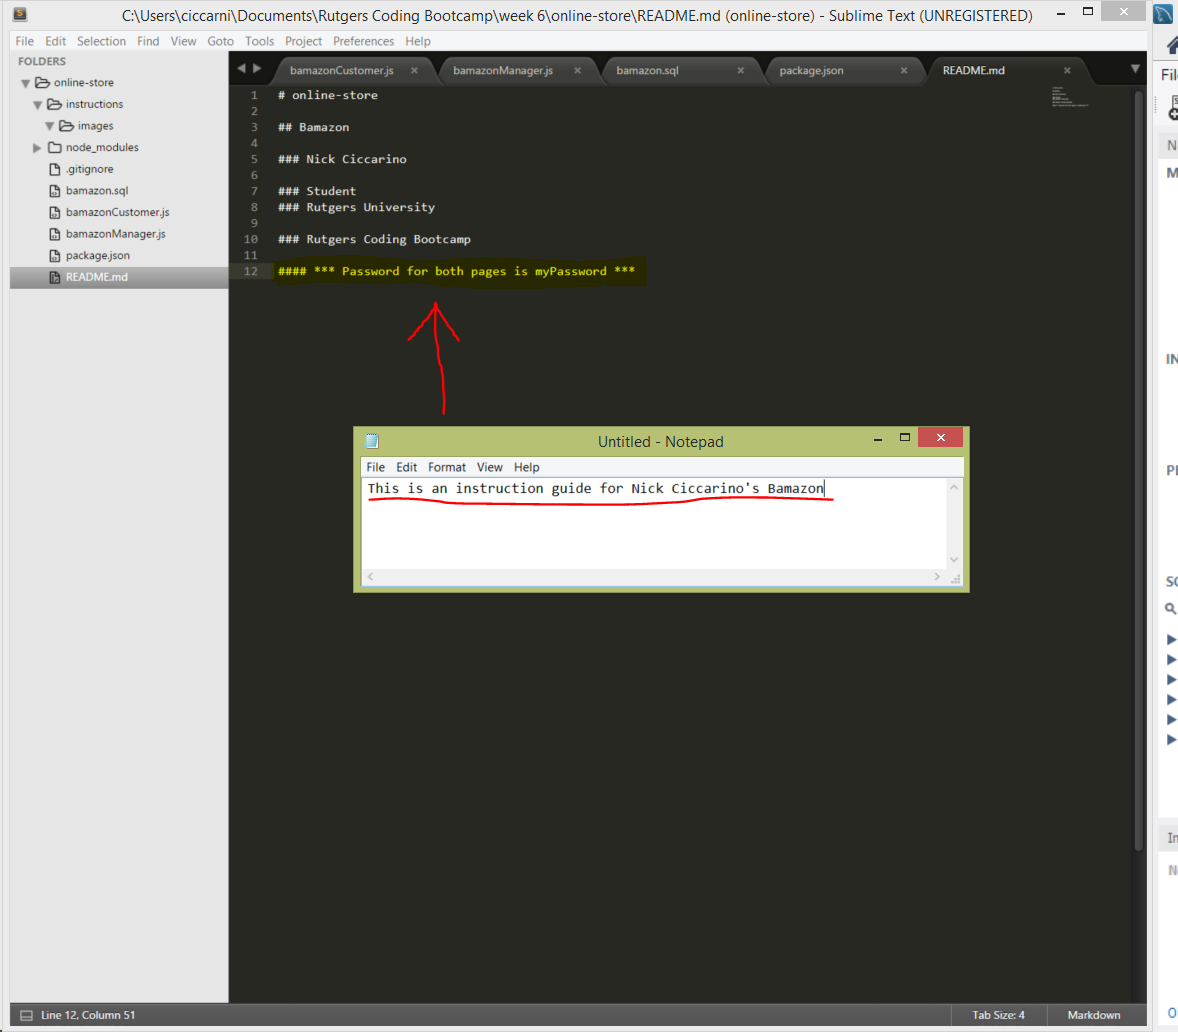 C:\Users\ciccarni\Documents\Rutgers Coding Bootcamp\week 6\online-store\README.md (online-store) - Sublime Text (UNREGISTERED)
File Edit Selection Find View Goto Tools Project Preferences Help
FOLDERS
online-store
instructions
images
node_modules
.gitignore
bamazon.sql
bamazonCustomer.js
bamazonManager.js
package.json
README.md
bamazonCustomer.js bamazonManager.js bamazon.sql package.json README.md
1 # online-store
2
3 ## Bamazon
4
5 ### Nick Ciccarino
6
7 ### Student
8 ### Rutgers University
9
10 ### Rutgers Coding Bootcamp
11
12 #### *** Password for both pages is myPassword ***
Untitled - Notepad
File Edit Format View Help
This is an instruction guide for Nick Ciccarino's Bamazon
Line 12, Column 51
Tab Size: 4
Markdown